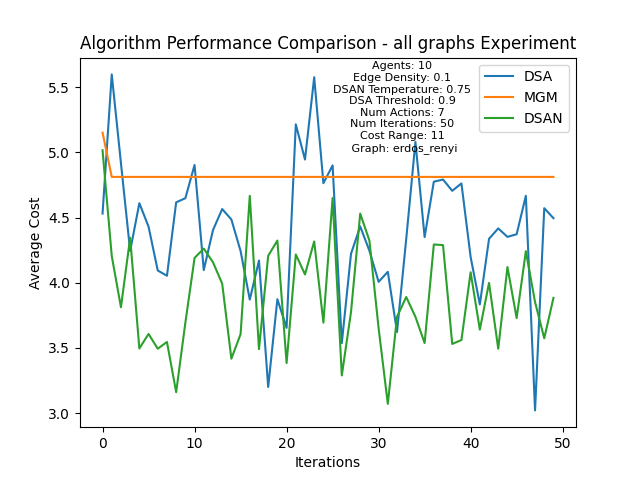 Algorithm Performance Comparison - all graphs Experiment
Agents: 10
Edge Density: 0.1
DSAN Temperature: 0.75
DSA Threshold: 0.9
Num Actions: 7
Num Iterations: 50
Cost Range: 11
Graph: erdos_renyi
DSA
MGM
DSAN
5.5
5.0
4.5
4.0
3.5
3.0
Average Cost
0
10
20
30
40
50
Iterations